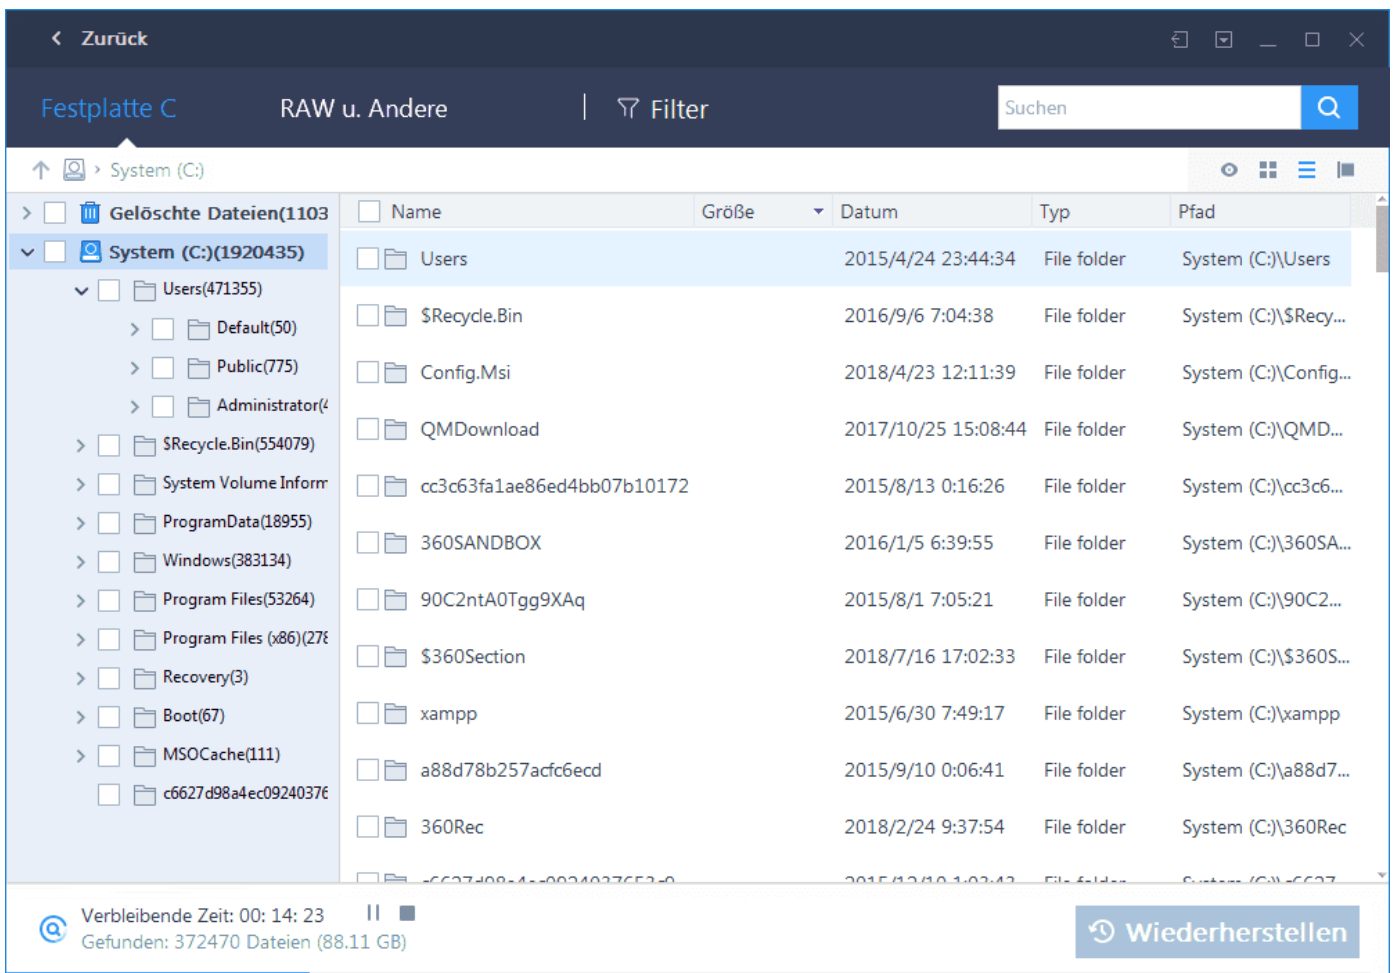 Zurück
Festplatte C RAW u. Andere Filter Suchen
System (C:)
Gelöschte Dateien(1103
System (C:)(1920435)
Users(471355)
Default(50)
Public(775)
Administrator(4
$Recycle.Bin(554079)
System Volume Inform
ProgramData(18955)
Windows(383134)
Program Files(53264)
Program Files (x86)(278
Recovery(3)
Boot(67)
MSOCache(111)
c6627d98a4ec09240376
Name Größe Datum Typ Pfad
Users 2015/4/24 23:44:34 File folder System (C:)\Users
$Recycle.Bin 2016/9/6 7:04:38 File folder System (C:)\$Recy...
Config.Msi 2018/4/23 12:11:39 File folder System (C:)\Config...
QMDownload 2017/10/25 15:08:44 File folder System (C:)\QMD...
cc3c63fa1ae86ed4bb07b10172 2015/8/13 0:16:26 File folder System (C:)\cc3c6...
360SANDBOX 2016/1/5 6:39:55 File folder System (C:)\360SA...
90C2ntA0Tgg9XAq 2015/8/1 7:05:21 File folder System (C:)\90C2...
$360Section 2018/7/16 17:02:33 File folder System (C:)\$360S...
xampp 2015/6/30 7:49:17 File folder System (C:)\xampp
a88d78b257acfc6ecd 2015/9/10 0:06:41 File folder System (C:)\a88d7...
360Rec 2018/2/24 9:37:54 File folder System (C:)\360Rec
Verbleibende Zeit: 00: 14: 23
Gefunden: 372470 Dateien (88.11 GB)
Wiederherstellen